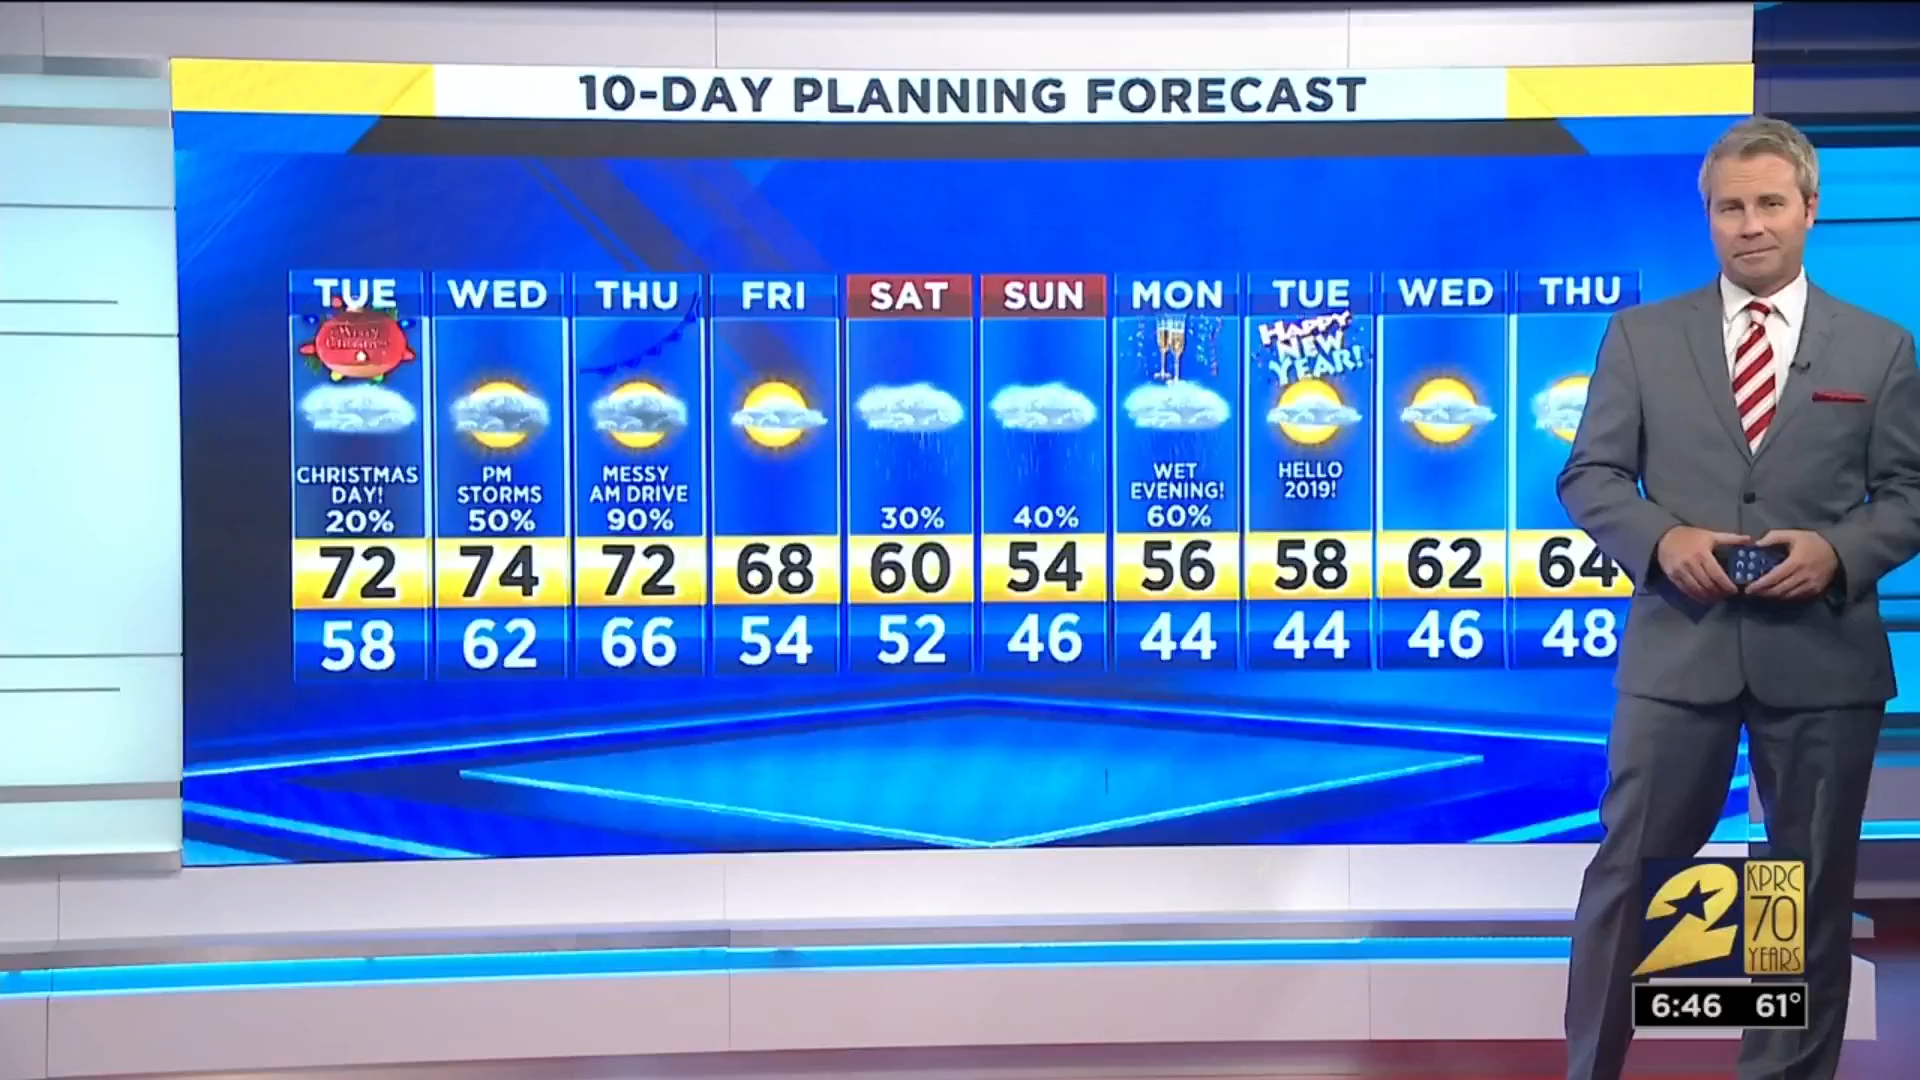 10-DAY PLANNING FORECAST
TUE WED THU FRI SAT SUN MON TUE WED THU
Merry Christmas
HAPPY NEW YEAR!
CHRISTMAS DAY! 20%
PM STORMS 50%
MESSY AM DRIVE 90%
30%
40%
WET EVENING! 60%
HELLO 2019!
72 74 72 68 60 54 56 58 62 64
58 62 66 54 52 46 44 44 46 48
2 KPRC 70 YEARS
6:46 61°